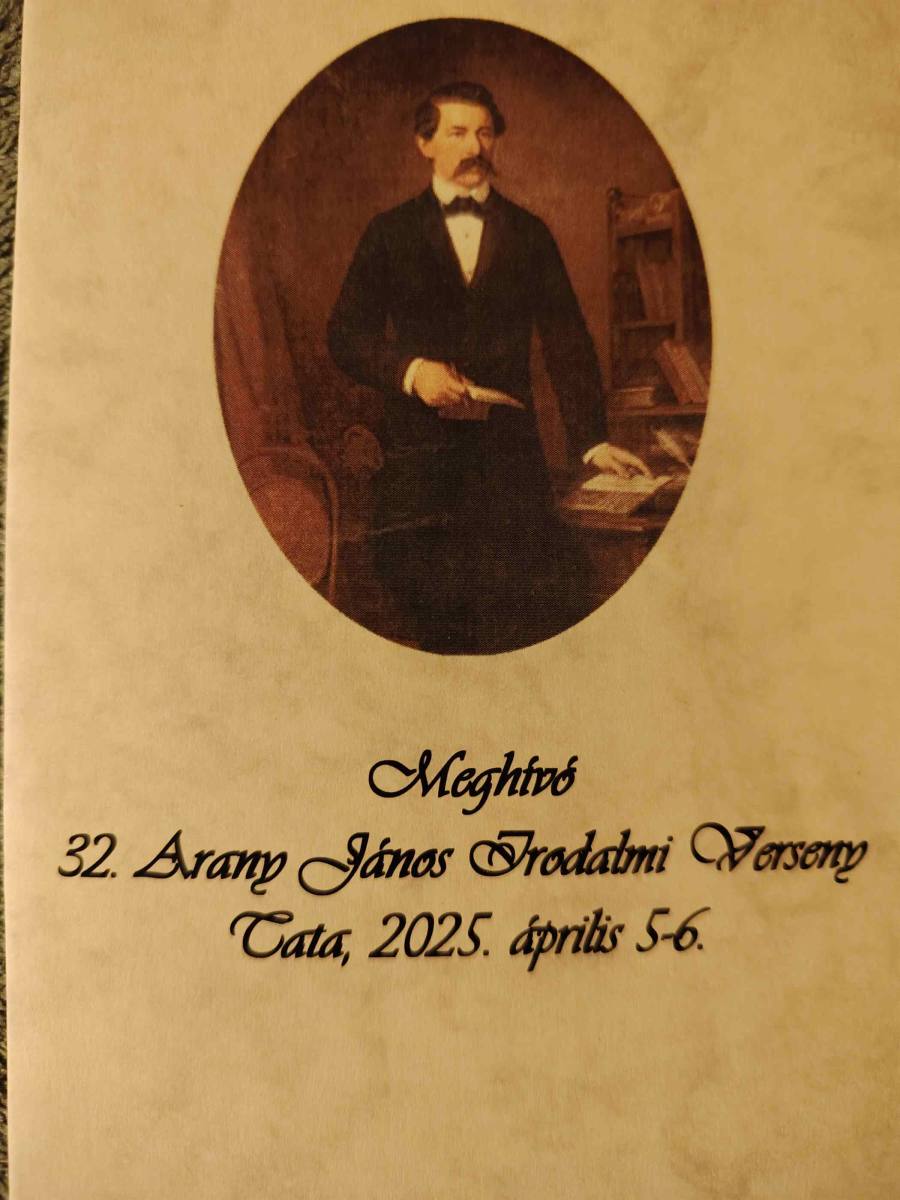 Meghívó
32. Arany János Irodalmi Verseny
Tata, 2025. április 5-6.